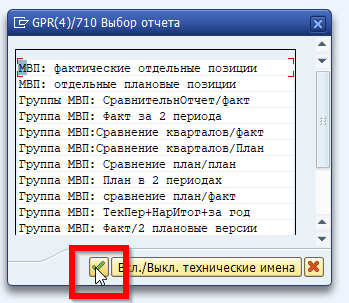 GPR(4)/710 Выбор отчета
МВП: фактические отдельные позиции
МВП: отдельные плановые позиции
Группы МВП: СравнительнОтчет/факт
Группа МВП: Факт за 2 периода
Группа МВП:Сравнение кварталов/факт
Группа МВП:Сравнение кварталов/План
Группа МВП: Сравнение план/план
Группа МВП: План в 2 периодах
Группа МВП: сравнение план/факт
Группа МВП: ТекПер+НарИтог+за год
Группа МВП: Факт/2 плановые версии
Вкл./Выкл. технические имена